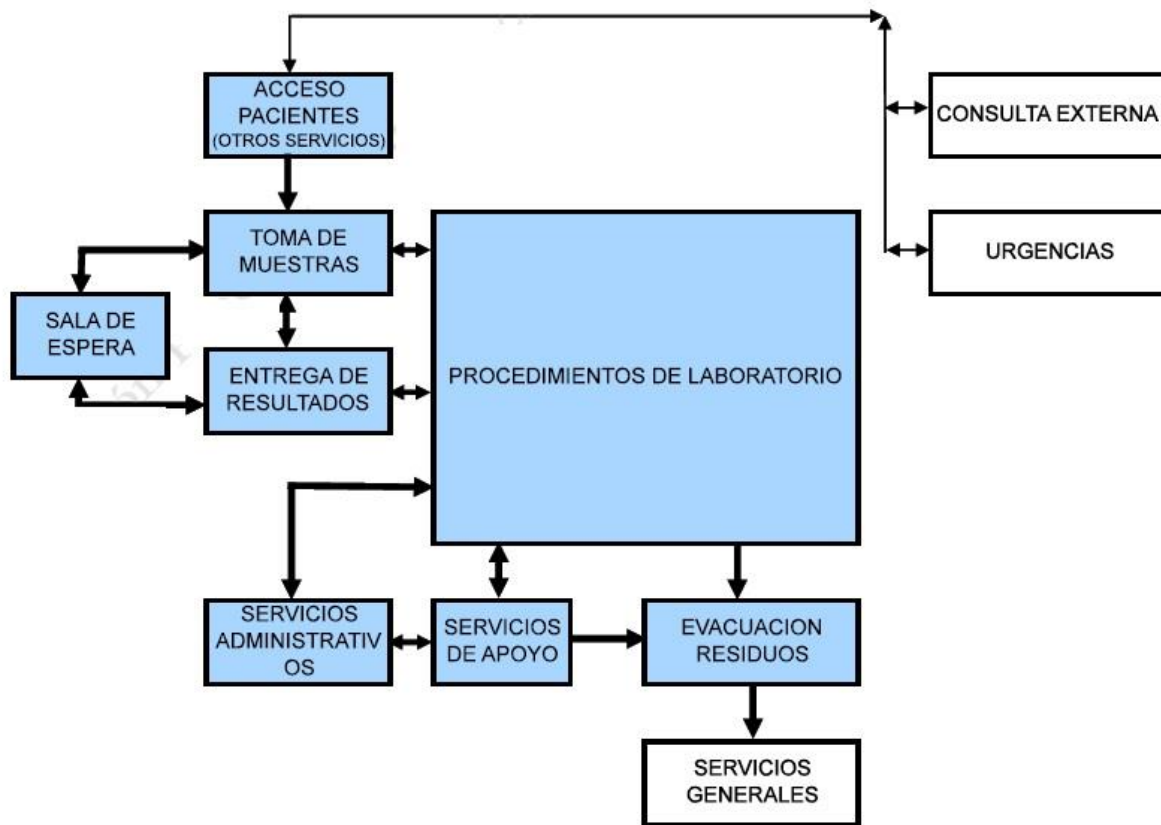 ACCESO
PACIENTES
(OTROS SERVICIOS)
CONSULTA EXTERNA
TOMA DE
MUESTRAS
URGENCIAS
SALA DE
ESPERA
ENTREGA DE
RESULTADOS
PROCEDIMIENTOS DE LABORATORIO
SERVICIOS
ADMINISTRATIV
OS
SERVICIOS
DE APOYO
EVACUACION
RESIDUOS
SERVICIOS
GENERALES